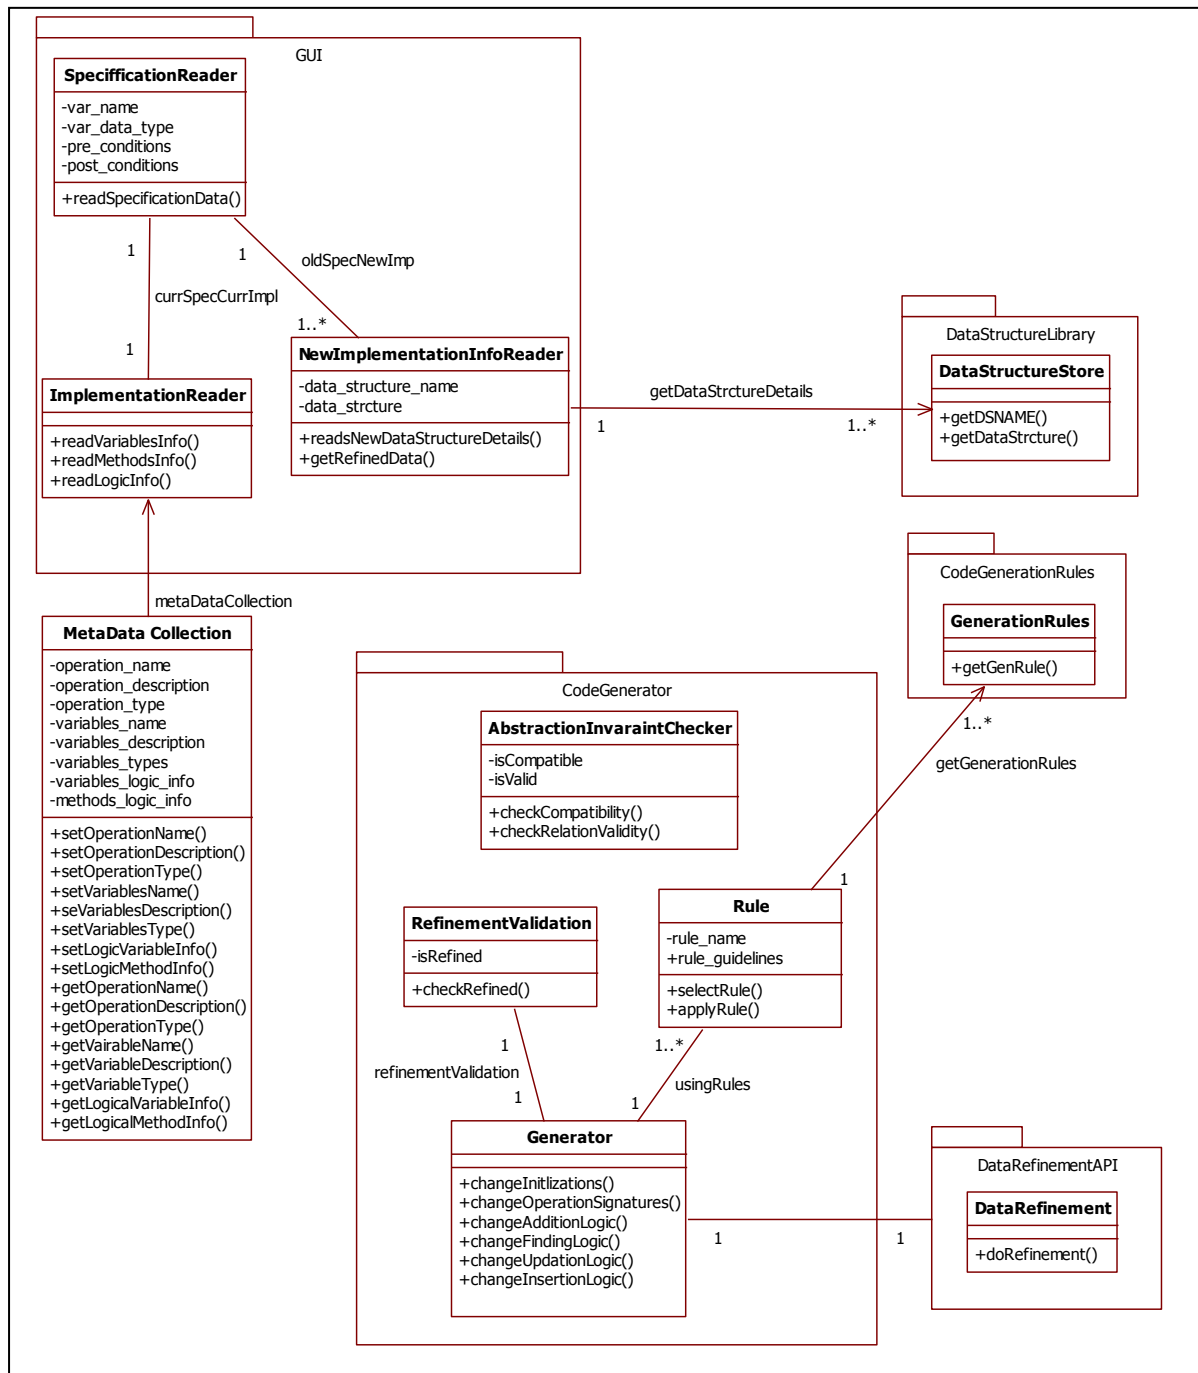 GUI
SpecifficationReader
-var_name
-var_data_type
-pre_conditions
-post_conditions
+readSpecificationData()
1
1
oldSpecNewImp
currSpecCurrImpl
1..*
1
NewImplementationInfoReader
-data_structure_name
-data_strcture
+readsNewDataStructureDetails()
+getRefinedData()
ImplementationReader
+readVariablesInfo()
+readMethodsInfo()
+readLogicInfo()
getDataStrctureDetails
1
1..*
DataStructureLibrary
DataStructureStore
+getDSNAME()
+getDataStrcture()
metaDataCollection
MetaData Collection
-operation_name
-operation_description
-operation_type
-variables_name
-variables_description
-variables_types
-variables_logic_info
-methods_logic_info
+setOperationName()
+setOperationDescription()
+setOperationType()
+setVariablesName()
+seVariablesDescription()
+setVariablesType()
+setLogicVariableInfo()
+setLogicMethodInfo()
+getOperationName()
+getOperationDescription()
+getOperationType()
+getVairableName()
+getVariableDescription()
+getVariableType()
+getLogicalVariableInfo()
+getLogicalMethodInfo()
CodeGenerationRules
GenerationRules
+getGenRule()
1..*
getGenerationRules
1
CodeGenerator
AbstractionInvaraintChecker
-isCompatible
-isValid
+checkCompatibility()
+checkRelationValidity()
RefinementValidation
-isRefined
+checkRefined()
Rule
-rule_name
+rule_guidelines
+selectRule()
+applyRule()
1
1..*
refinementValidation
usingRules
1
1
Generator
+changeInitlizations()
+changeOperationSignatures()
+changeAdditionLogic()
+changeFindingLogic()
+changeUpdationLogic()
+changeInsertionLogic()
1
1
DataRefinementAPI
DataRefinement
+doRefinement()